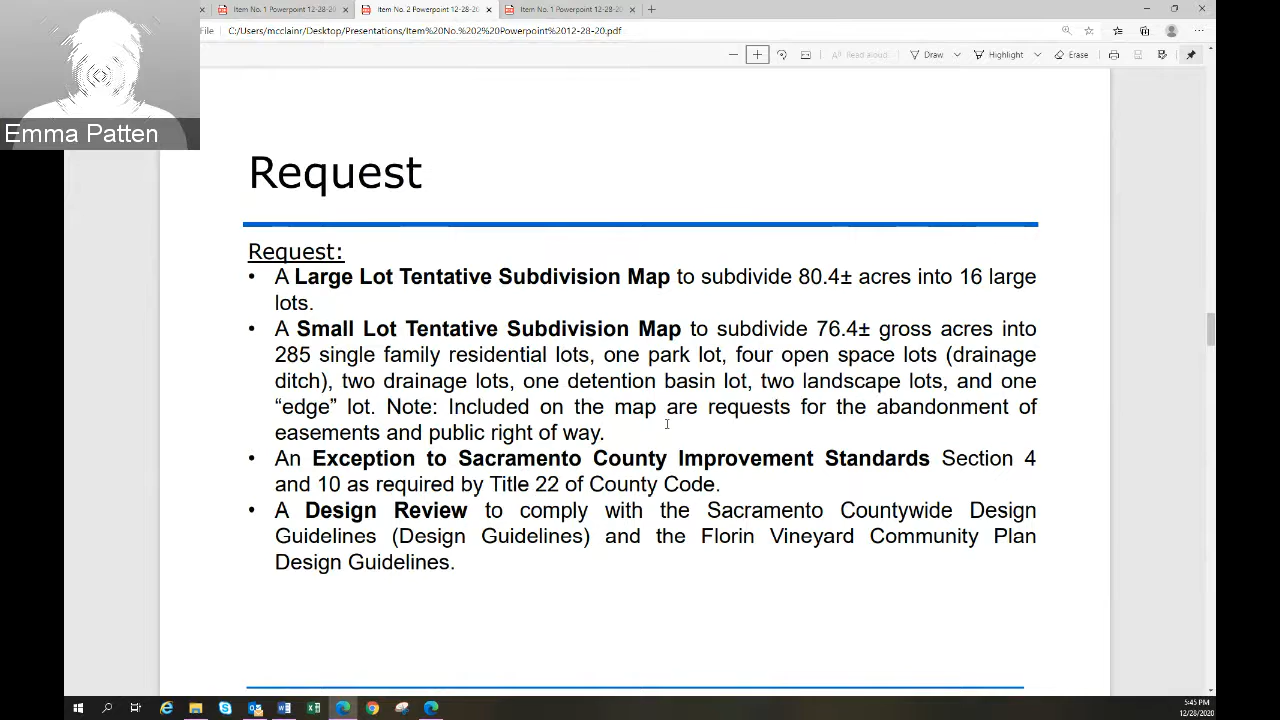 Item No. 1 Powerpoint 12-28-20.
Item No. 2 Powerpoint 12-28-20.
Item No. 1 Powerpoint 12-28-20.
File C:/Users/mcclainr/Desktop/Presentations/Item%20No.%202%20Powerpoint%2012-28-20.pdf
Read aloud Draw Highlight Erase
Emma Patten
Request
Request:
• A Large Lot Tentative Subdivision Map to subdivide 80.4± acres into 16 large
lots.
• A Small Lot Tentative Subdivision Map to subdivide 76.4± gross acres into
285 single family residential lots, one park lot, four open space lots (drainage
ditch), two drainage lots, one detention basin lot, two landscape lots, and one
“edge” lot. Note: Included on the map are requests for the abandonment of
easements and public right of way.
• An Exception to Sacramento County Improvement Standards Section 4
and 10 as required by Title 22 of County Code.
• A Design Review to comply with the Sacramento Countywide Design
Guidelines (Design Guidelines) and the Florin Vineyard Community Plan
Design Guidelines.
5:45 PM
12/28/2020